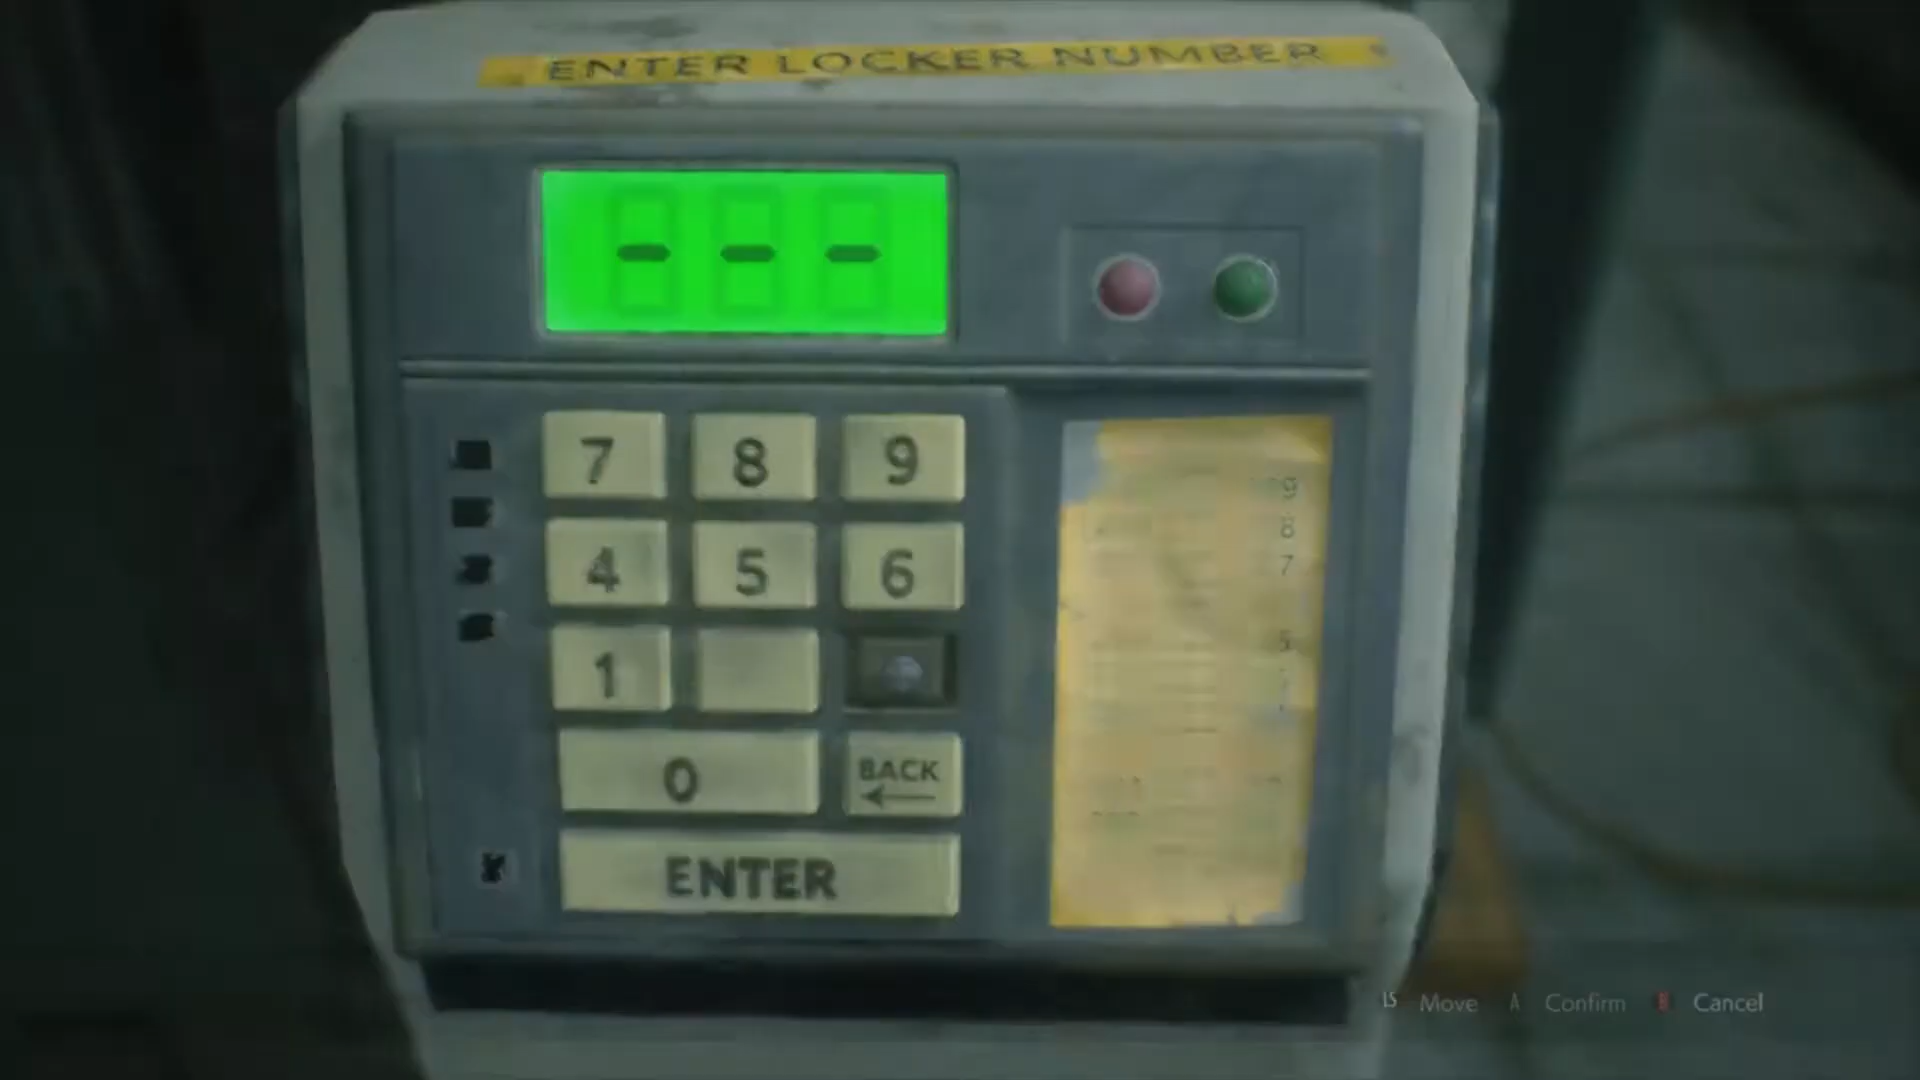 ENTER LOCKER NUMBER
- - -
7 8 9
4 5 6
1
0 BACK
ENTER
9
8
7
5
LS Move A Confirm B Cancel